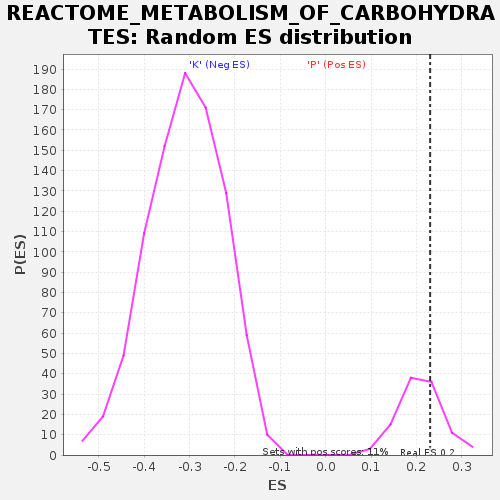 REACTOME_METABOLISM_OF_CARBOHYDRA
TES: Random ES distribution
'K' (Neg ES) 'P' (Pos ES)
190
180
170
160
150
140
130
120
110
100
90
80
70
60
50
40
30
20
10
0
P(ES)
Sets with pos scores: 11% Real ES 0.2
-0.5 -0.4 -0.3 -0.2 -0.1 0.0 0.1 0.2 0.3
ES